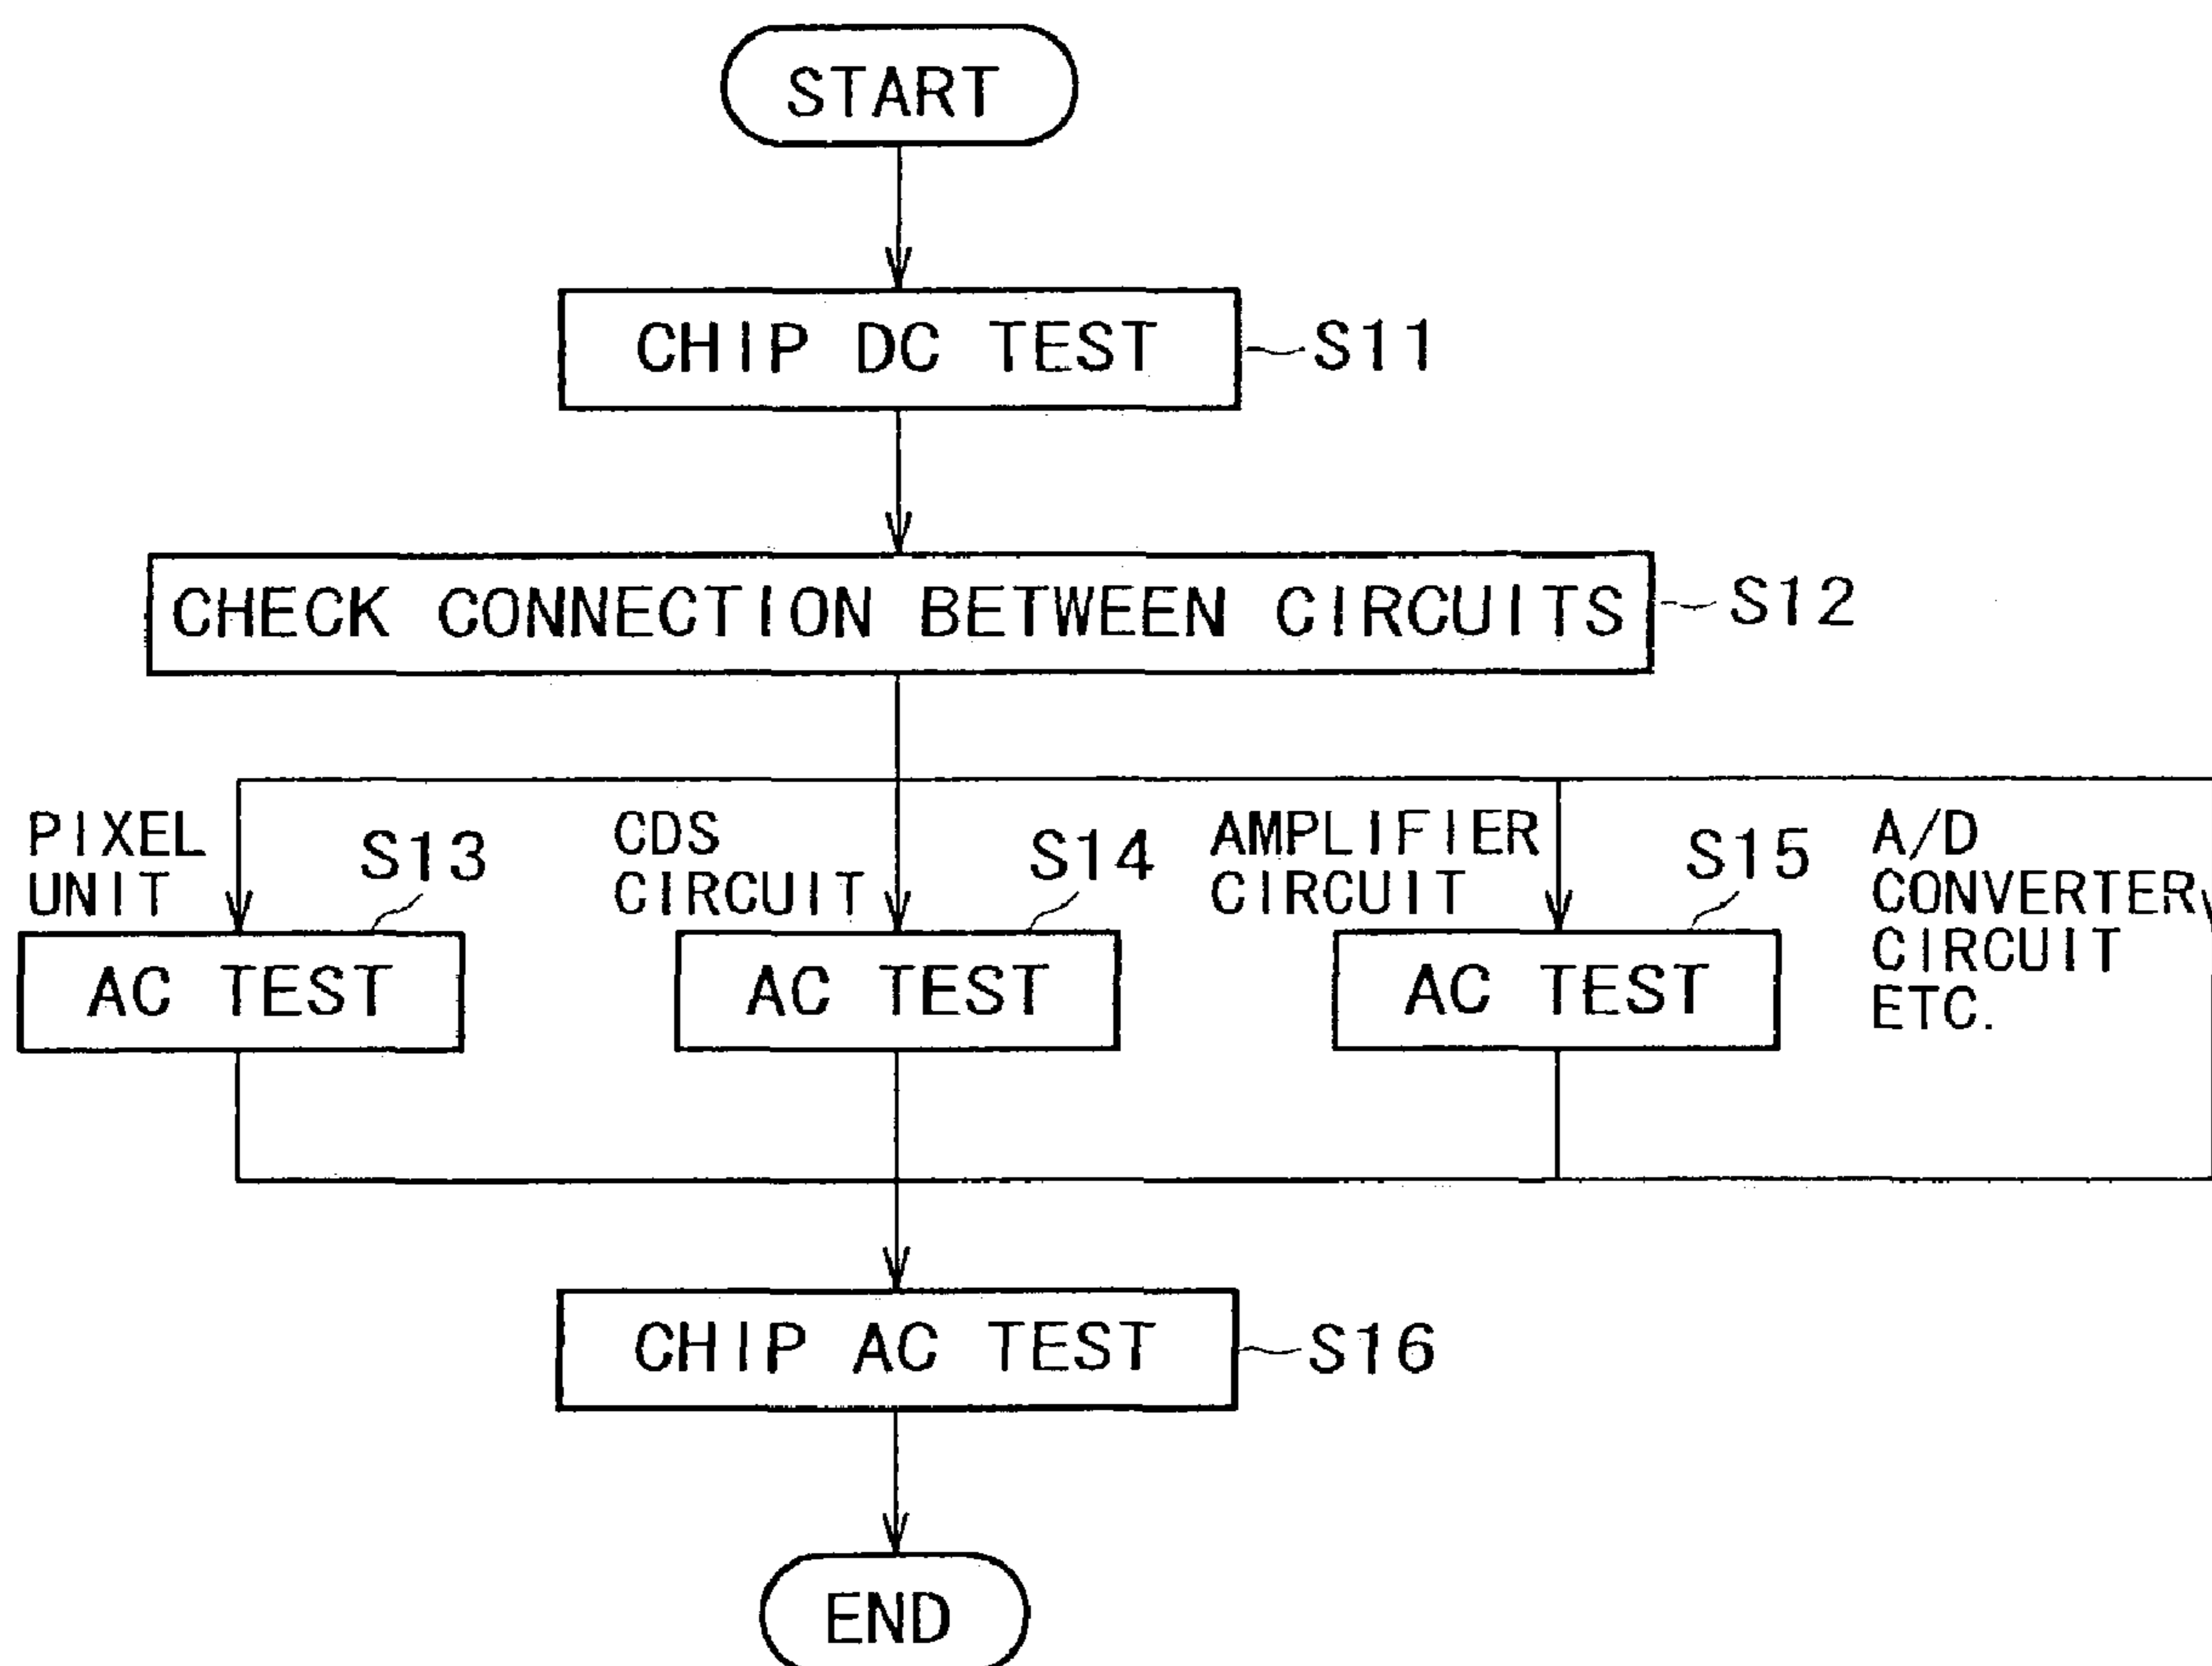 START
CHIP DC TEST
S11
CHECK CONNECTION BETWEEN CIRCUITS
S12
PIXEL
UNIT
S13
AC TEST
CDS
CIRCUIT
S14
AC TEST
AMPLIFIER
CIRCUIT
S15
AC TEST
A/D
CONVERTER
CIRCUIT
ETC.
CHIP AC TEST
S16
END